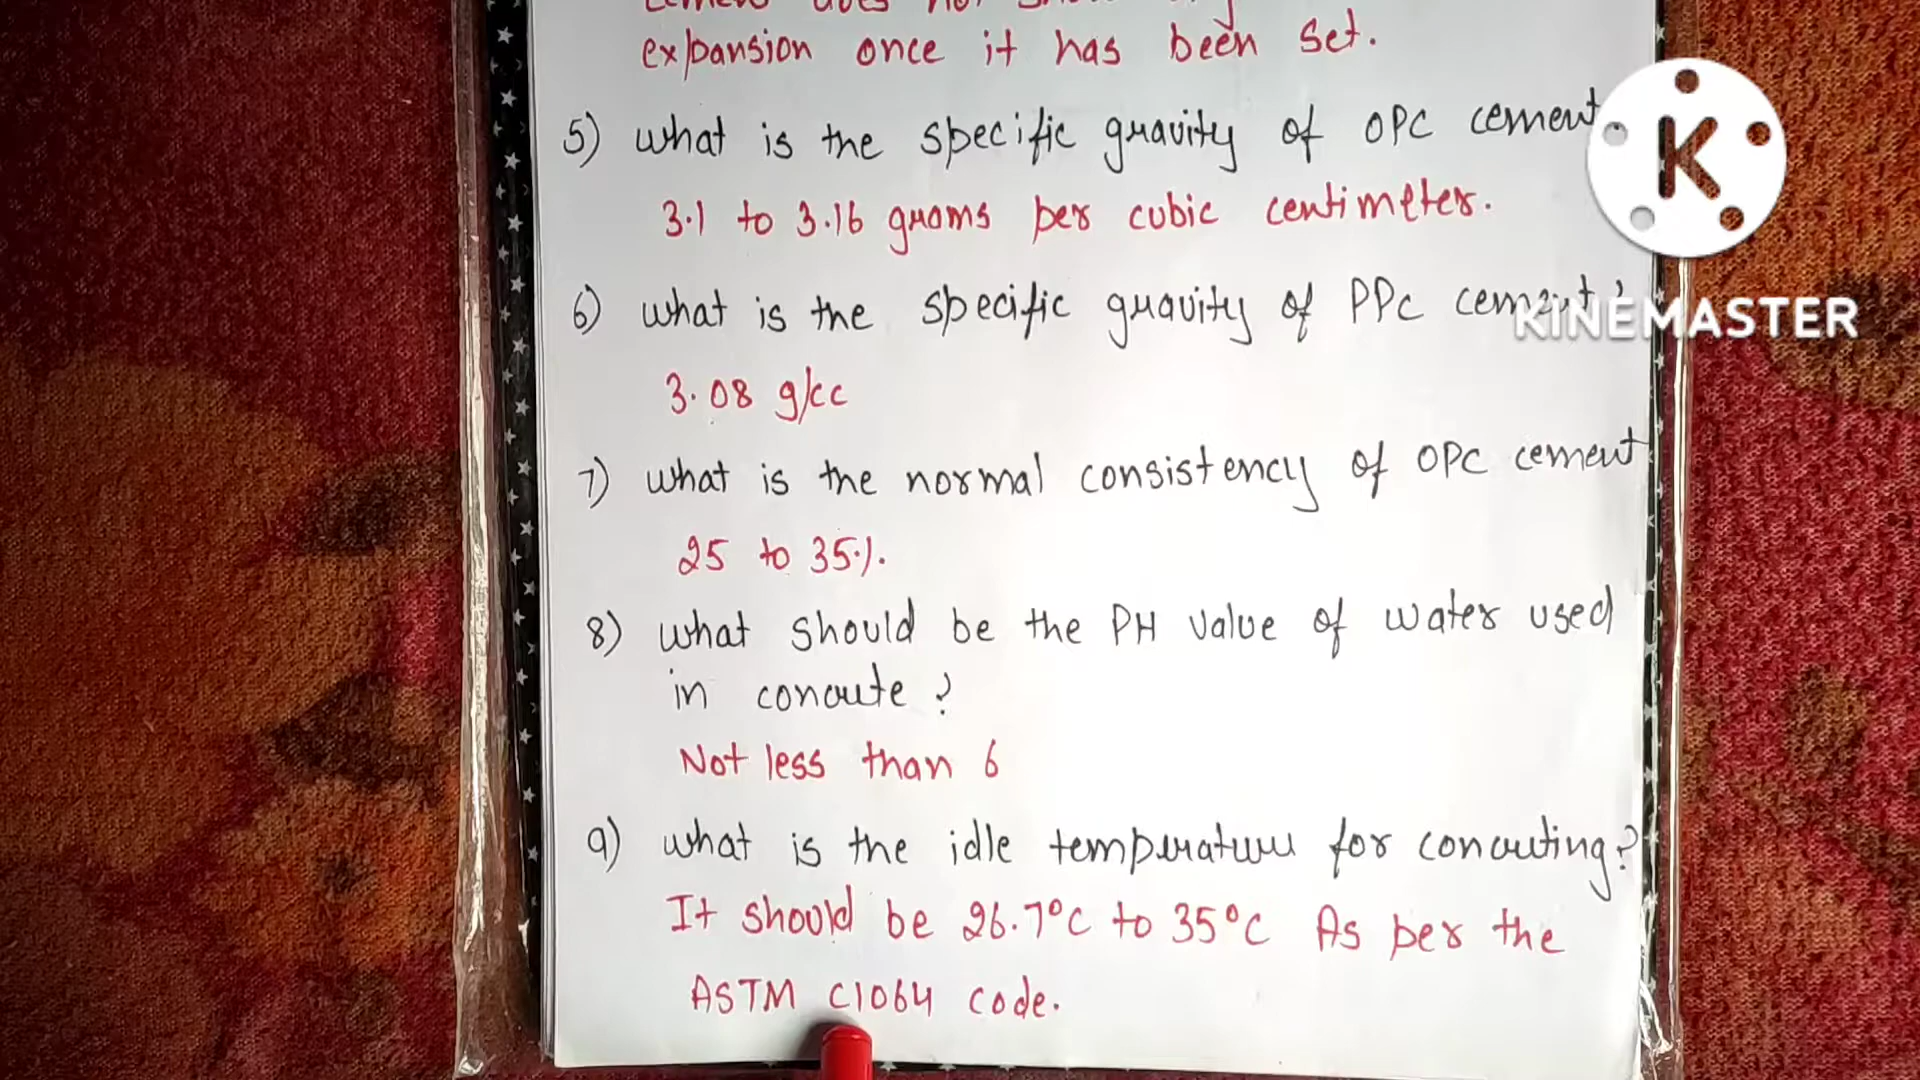 expansion once it has been set.
5) what is the specific gravity of OPC cement
3.1 to 3.16 grams per cubic centimeter.
6) what is the specific gravity of PPC cement?
3.08 g/cc
7) what is the normal consistency of OPC cement
25 to 35%.
8) what should be the PH value of water used
in concrete?
Not less than 6
9) what is the idle temperature for concreting?
It should be 26.7°C to 35°C As per the
ASTM C1064 code.
K
KINEMASTER